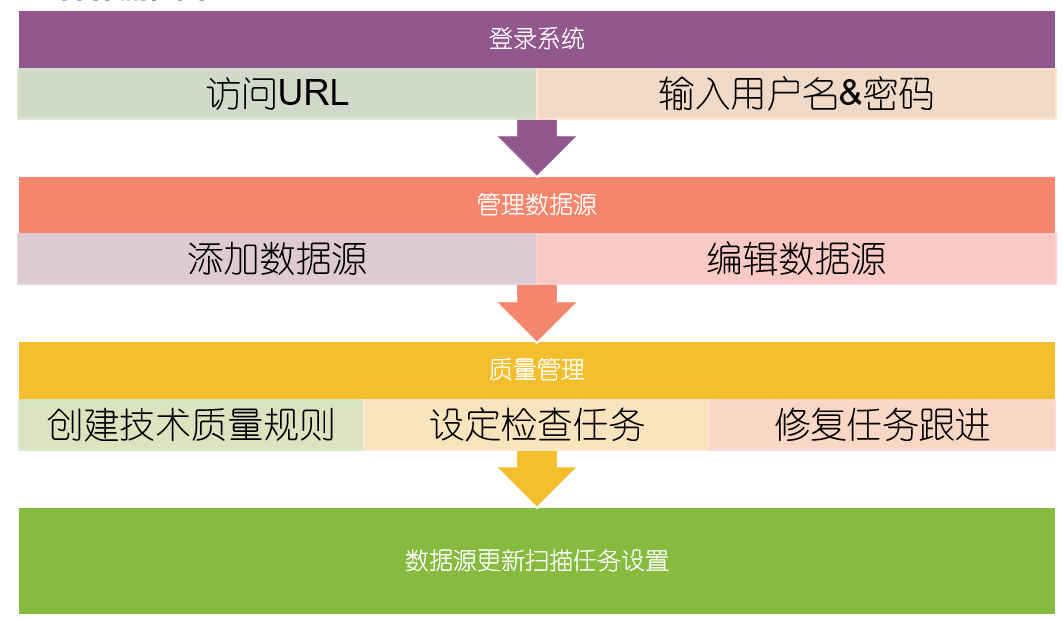 登录系统
访问URL
输入用户名&密码
管理数据源
添加数据源
编辑数据源
质量管理
创建技术质量规则
设定检查任务
修复任务跟进
数据源更新扫描任务设置